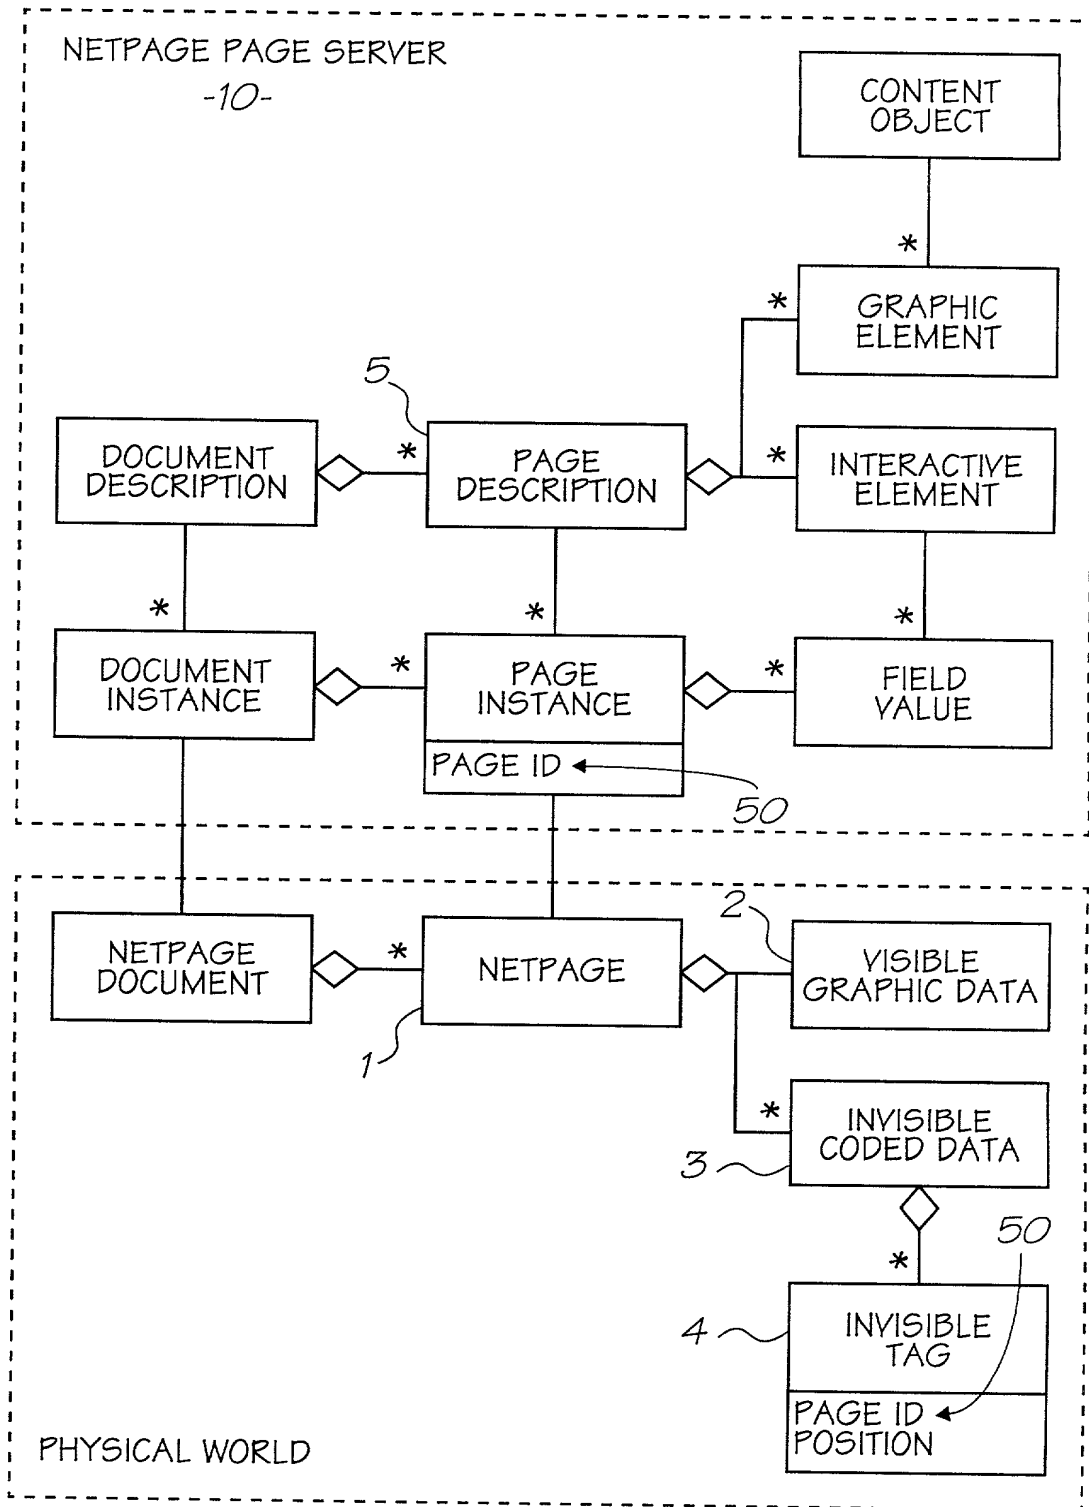 NETPAGE PAGE SERVER
-10-
CONTENT
OBJECT
*
*
GRAPHIC
ELEMENT
5
DOCUMENT
DESCRIPTION
*
PAGE
DESCRIPTION
*
INTERACTIVE
ELEMENT
*
*
*
DOCUMENT
INSTANCE
*
PAGE
INSTANCE
*
FIELD
VALUE
PAGE ID
50
NETPAGE
DOCUMENT
*
NETPAGE
1
2
VISIBLE
GRAPHIC DATA
*
INVISIBLE
CODED DATA
3
50
*
4
INVISIBLE
TAG
PAGE ID
POSITION
PHYSICAL WORLD